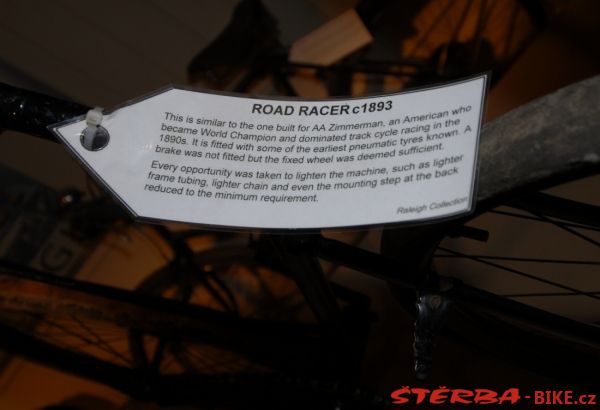 ROAD RACER c1893
This is similar to the one built for AA Zimmerman, an American who
became World Champion and dominated track cycle racing in the
1890s. It is fitted with some of the earliest pneumatic tyres known. A
brake was not fitted but the fixed wheel was deemed sufficient.
Every opportunity was taken to lighten the machine, such as lighter
frame tubing, lighter chain and even the mounting step at the back
reduced to the minimum requirement.
Raleigh Collection
ŠTĚRBA-BIKE.cz